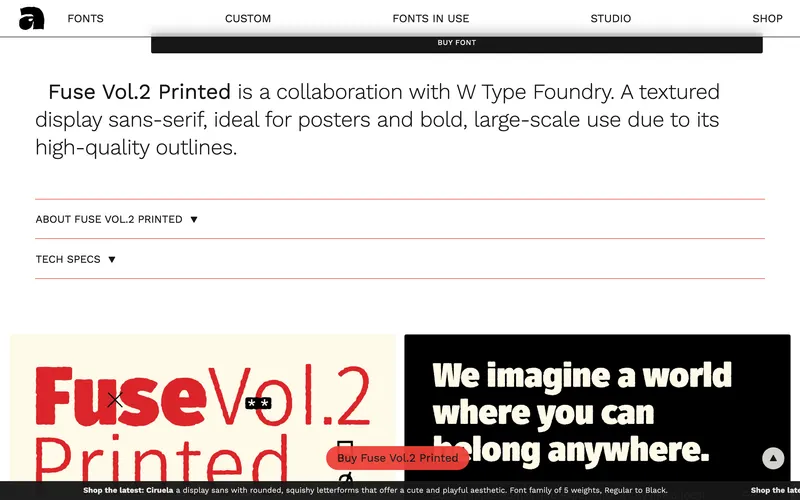 a
FONTS
CUSTOM
FONTS IN USE
STUDIO
SHOP
BUY FONT
Fuse Vol.2 Printed is a collaboration with W Type Foundry. A textured
display sans-serif, ideal for posters and bold, large-scale use due to its
high-quality outlines.
ABOUT FUSE VOL.2 PRINTED ▼
TECH SPECS ▼
FuseVol.2
**
Printed
We imagine a world
where you can
belong anywhere.
Buy Fuse Vol.2 Printed
▲
Shop the latest: Ciruela a display sans with rounded, squishy letterforms that offer a cute and playful aesthetic. Font family of 5 weights, Regular to Black.
Shop the latest: